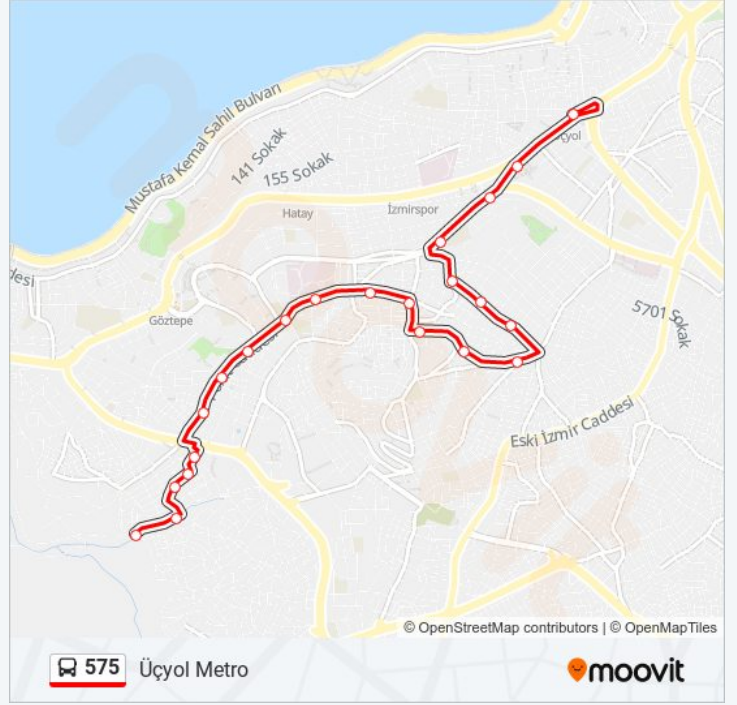 Mustafa Kemal Sahil Bulvarı
141 Sokak
155 Sokak
Hatay
İzmirspor
Göztepe
5701 Sokak
Eski İzmir Caddesi
© OpenStreetMap contributors | © OpenMapTiles
575 Üçyol Metro
moovit